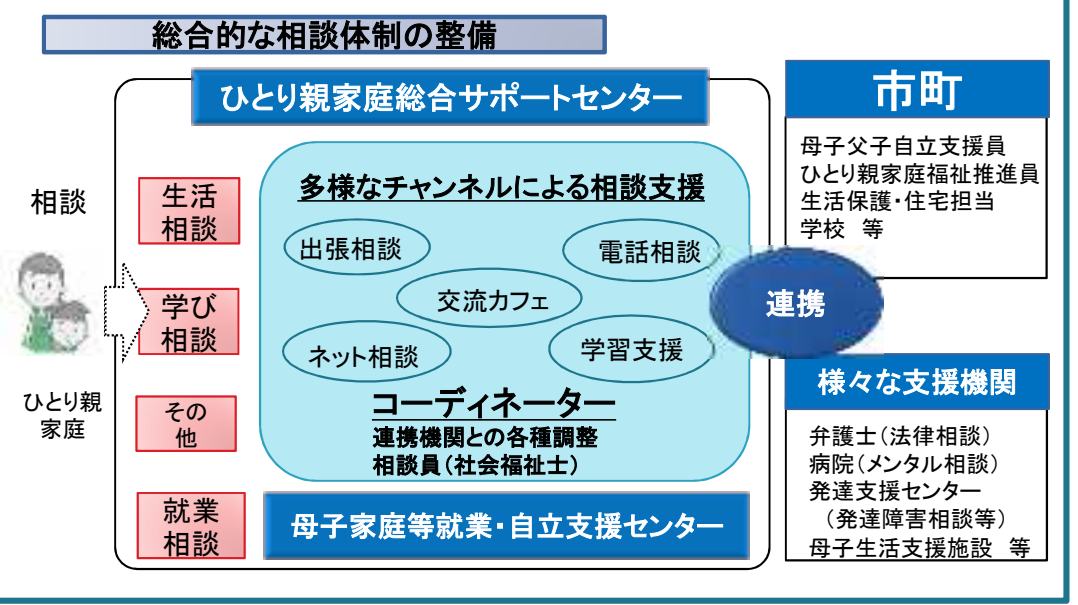 総合的な相談体制の整備
ひとり親家庭総合サポートセンター
相談
ひとり親
家庭
生活
相談
学び
相談
その
他
就業
相談
多様なチャンネルによる相談支援
出張相談
電話相談
交流カフェ
ネット相談
学習支援
コーディネーター
連携機関との各種調整
相談員（社会福祉士）
母子家庭等就業・自立支援センター
連携
市町
母子父子自立支援員
ひとり親家庭福祉推進員
生活保護・住宅担当
学校　等
様々な支援機関
弁護士（法律相談）
病院（メンタル相談）
発達支援センター
（発達障害相談等）
母子生活支援施設　等